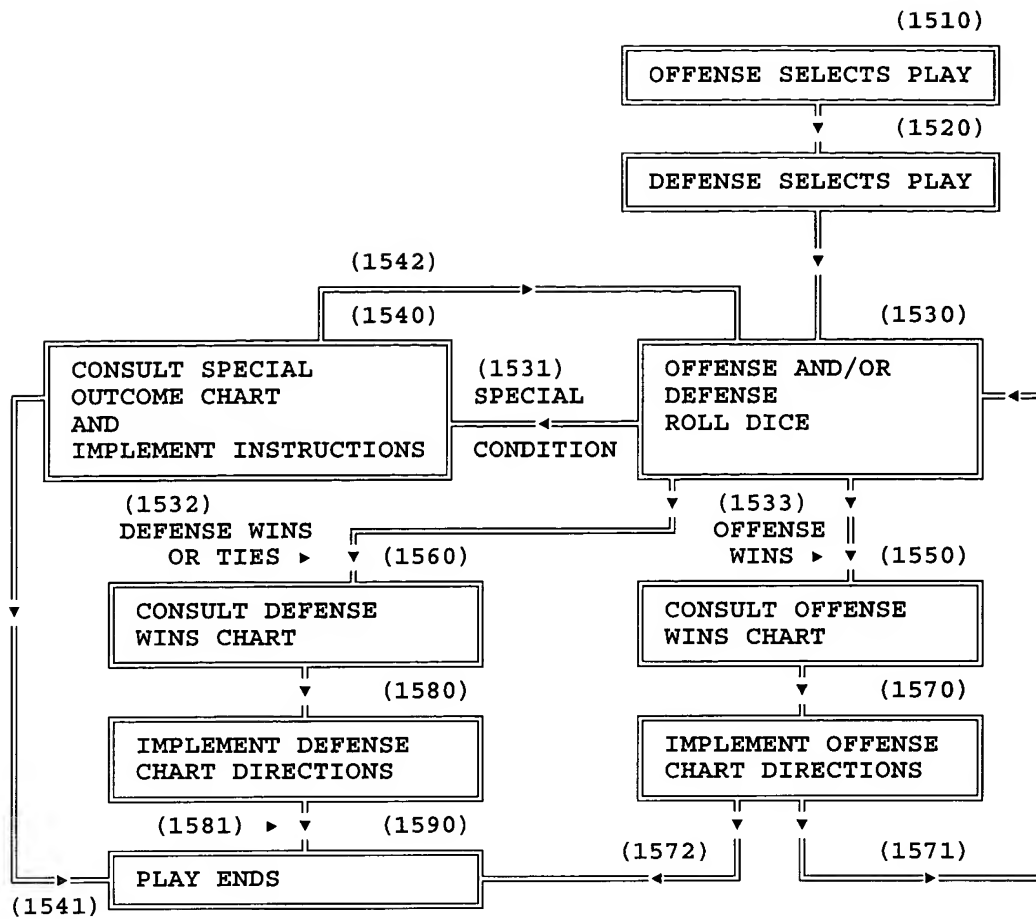 (1510)
OFFENSE SELECTS PLAY
(1520)
DEFENSE SELECTS PLAY
(1542)
(1540)
(1530)
CONSULT SPECIAL
OUTCOME CHART
AND
IMPLEMENT INSTRUCTIONS
(1531)
SPECIAL
CONDITION
OFFENSE AND/OR
DEFENSE
ROLL DICE
(1532)
DEFENSE WINS
OR TIES
(1560)
(1533)
OFFENSE
WINS
(1550)
CONSULT DEFENSE
WINS CHART
CONSULT OFFENSE
WINS CHART
(1580)
(1570)
IMPLEMENT DEFENSE
CHART DIRECTIONS
IMPLEMENT OFFENSE
CHART DIRECTIONS
(1581)
(1590)
(1572)
(1571)
PLAY ENDS
(1541)